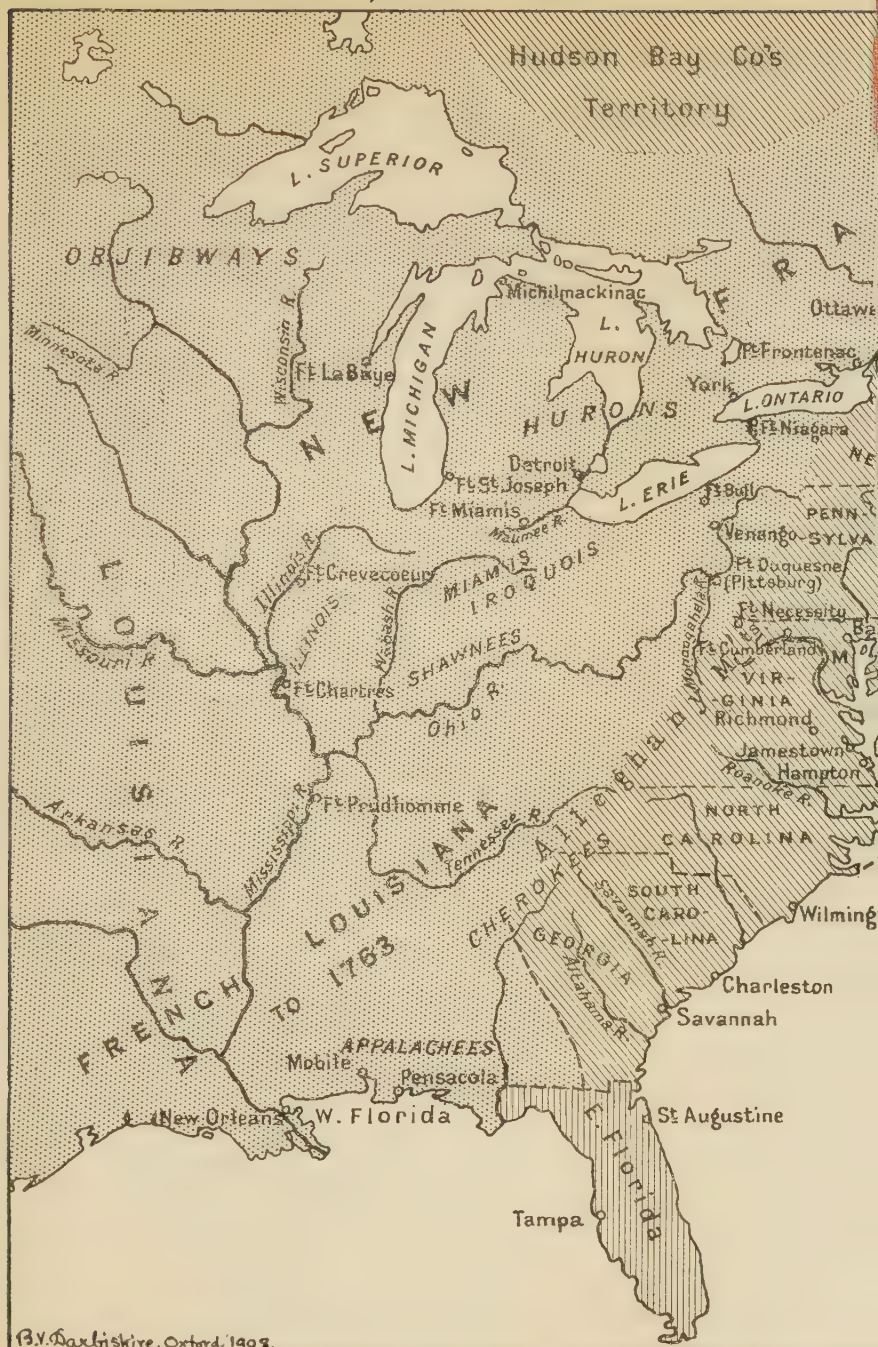 Hudson Bay Co's
Territory
L. SUPERIOR
OBJIBWAYS
Michilmackinac
Minnesota R.
Wisconsin R.
Ft. La Baye
L. MICHIGAN
L.
HURON
Ottawa
Ft. Frontenac
York
L. ONTARIO
NEW
HURONS
Ft. Niagara
NE
Detroit
Ft. St. Joseph
L. ERIE
Ft. Bull
Ft. Miamis
Maumee R.
PENN-
SYLVA
Venango
Illinois R.
Ft. Crevecoeur
MIAMIS
IROQUOIS
Ft. Duquesne
(Pittsburg)
Ft. Necessity
ILLINOIS
Wabash R.
SHAWNEES
Monongahela R.
Ft. Cumberland
M
Missouri R.
Ft. Chartres
Ohio R.
VIR-
GINIA
Richmond
Jamestown
Hampton
Roanoke R.
Alleghany Mts.
Arkansas R.
Mississippi R.
Ft. Prudhomme
Tennessee R.
NORTH
CAROLINA
LOUISIANA
CHEROKEES
SOUTH
CARO-
LINA
Wilming
Savannah R.
GEORGIA
Altahama R.
Charleston
Savannah
FRENCH LOUISIANA
TO 1763
APPALACHEES
Mobile
Pensacola
New Orleans
W. Florida
E. Florida
St. Augustine
Tampa
B.V. Darbishire, Oxford, 1908.